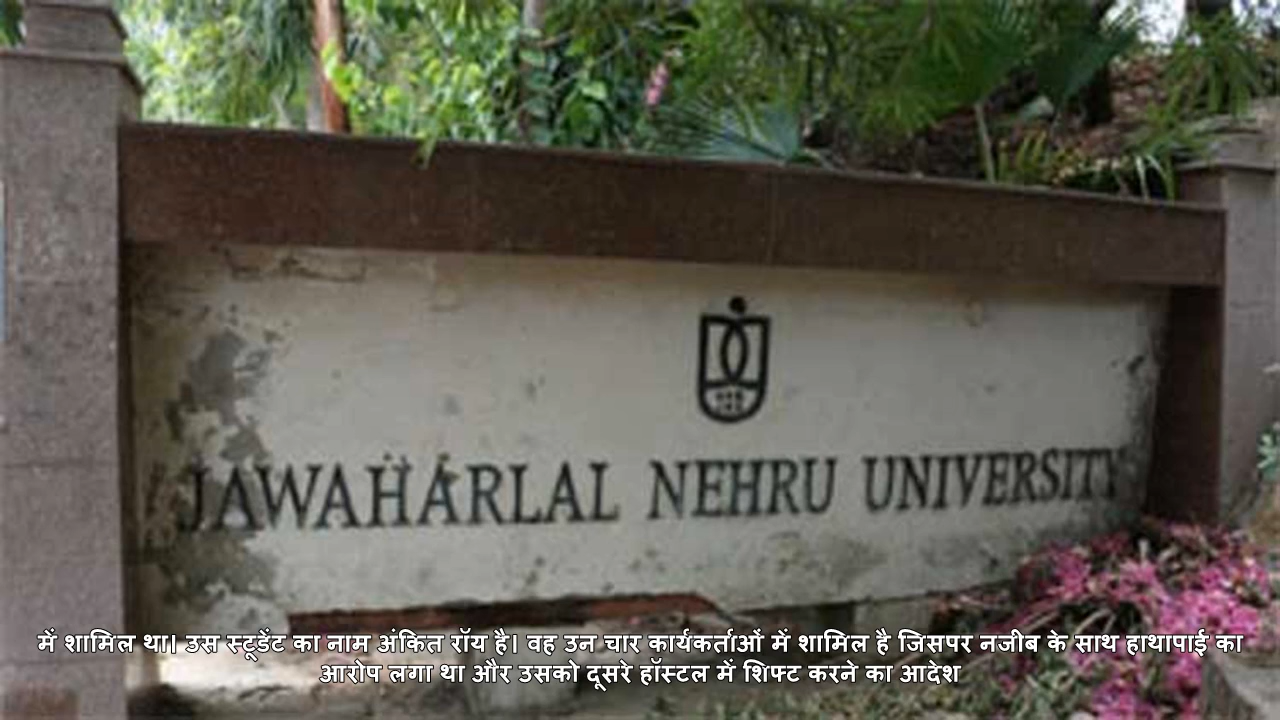 JAWAHARLAL NEHRU UNIVERSITY
में शामिल था। उस स्टूडेंट का नाम अंकित रॉय है। वह उन चार कार्यकर्ताओं में शामिल है जिसपर नजीब के साथ हाथापाई का
आरोप लगा था और उसको दूसरे हॉस्टल में शिफ्ट करने का आदेश